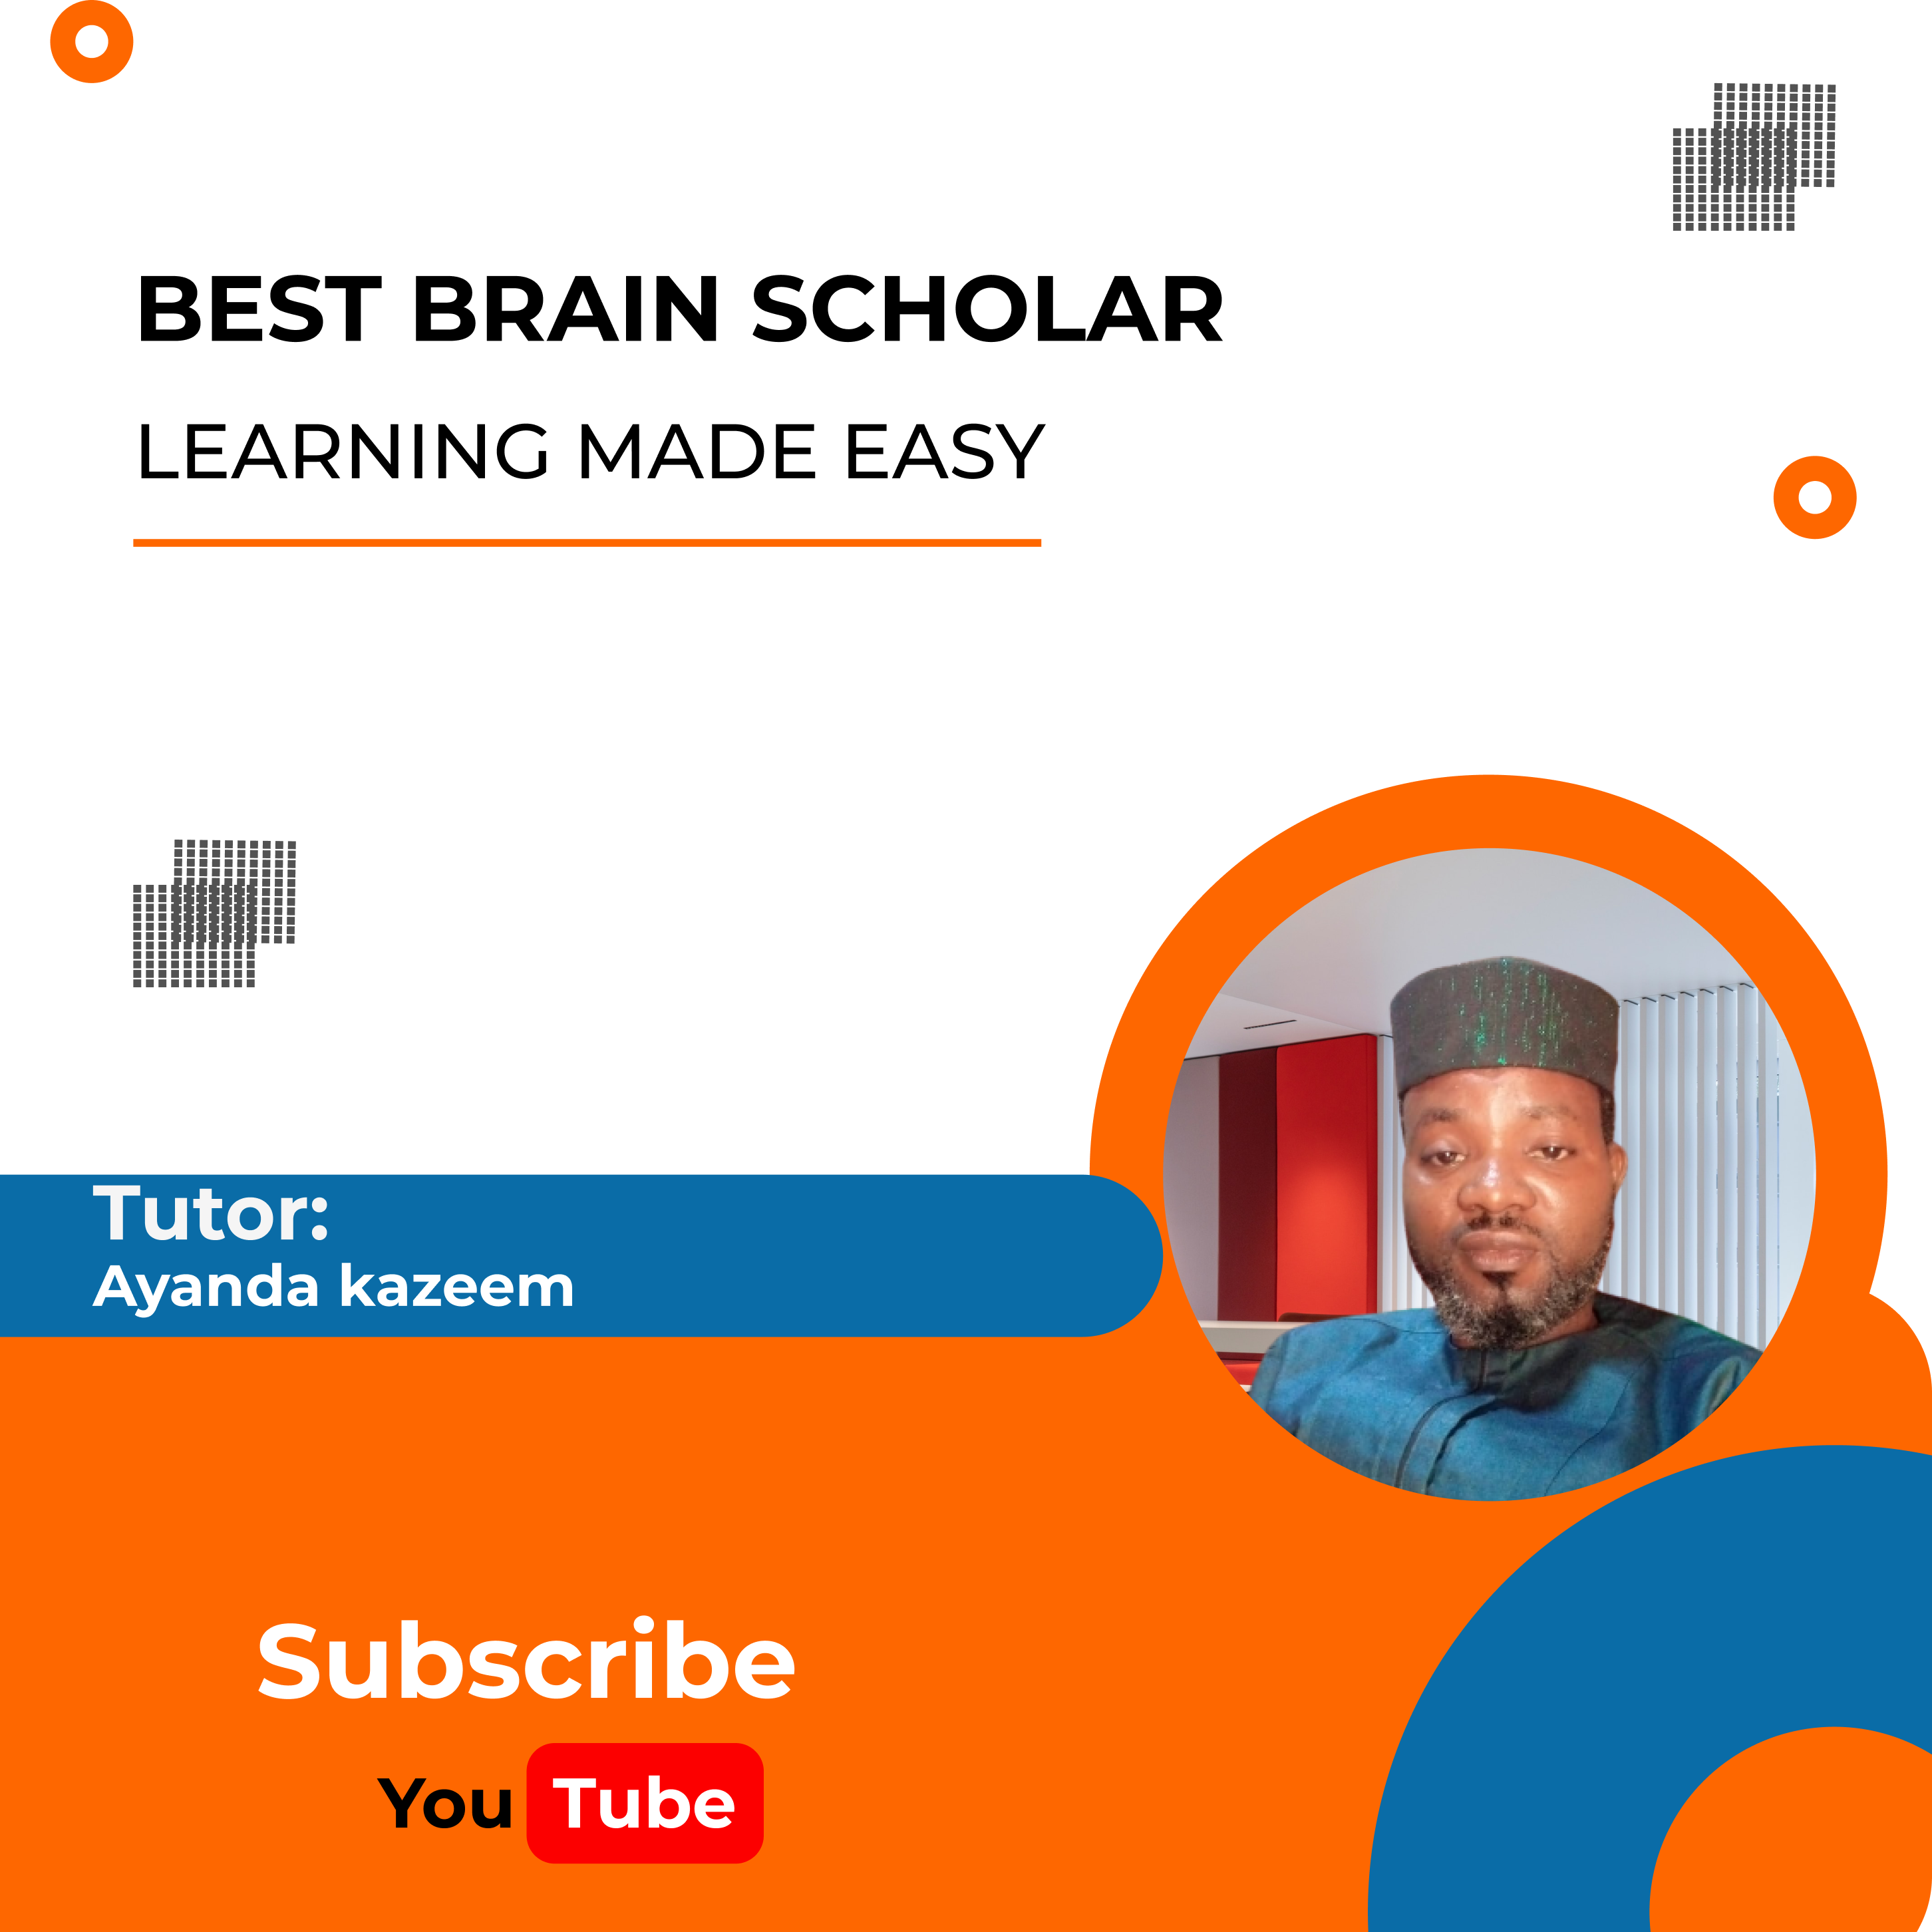 BEST BRAIN SCHOLAR
LEARNING MADE EASY
Tutor:
Ayanda kazeem
Subscribe
You Tube